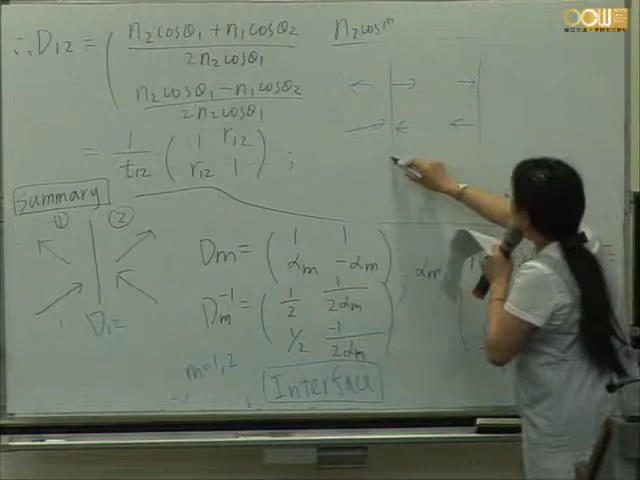 ∴ D12 = ( (n2cosθ1 + n1cosθ2) / (2n2cosθ1)
(n2cosθ1 - n1cosθ2) / (2n2cosθ1)
n2cos
= 1/t12 ( 1 r12
r12 1 ) ;
Summary
① ②
D12
Dm = ( 1 1
αm -αm ) ; αm
Dm^-1 = ( 1/2 1/(2αm)
1/2 -1/(2αm) )
m=1,2
Interface
OCW